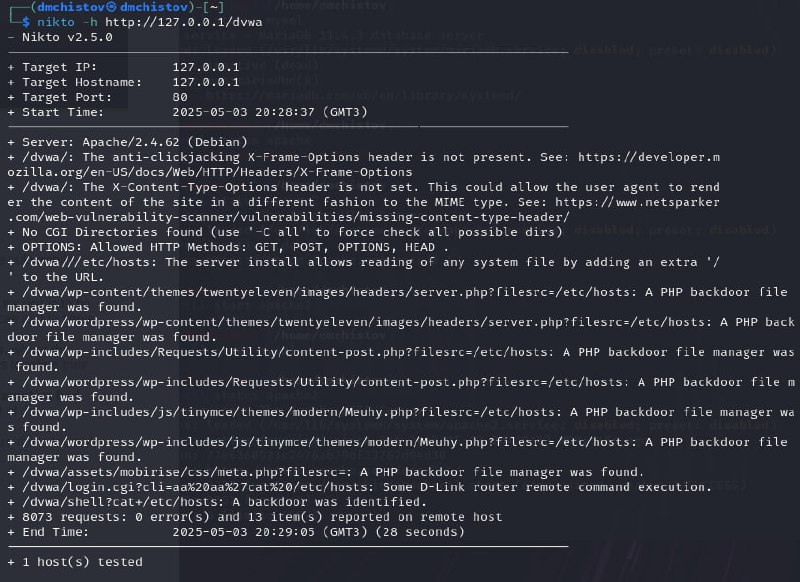 (dmchistov㉿dmchistov)-[~]
$ nikto -h http://127.0.0.1/dvwa
- Nikto v2.5.0
+ Target IP:          127.0.0.1
+ Target Hostname:    127.0.0.1
+ Target Port:        80
+ Start Time:         2025-05-03 20:28:37 (GMT3)
+ Server: Apache/2.4.62 (Debian)
+ /dvwa/: The anti-clickjacking X-Frame-Options header is not present. See: https://developer.m
ozilla.org/en-US/docs/Web/HTTP/Headers/X-Frame-Options
+ /dvwa/: The X-Content-Type-Options header is not set. This could allow the user agent to rend
er the content of the site in a different fashion to the MIME type. See: https://www.netsparker
.com/web-vulnerability-scanner/vulnerabilities/missing-content-type-header/
+ No CGI Directories found (use '-C all' to force check all possible dirs)
+ OPTIONS: Allowed HTTP Methods: GET, POST, OPTIONS, HEAD .
+ /dvwa///etc/hosts: The server install allows reading of any system file by adding an extra '/
' to the URL.
+ /dvwa/wp-content/themes/twentyeleven/images/headers/server.php?filesrc=/etc/hosts: A PHP backdoor file
manager was found.
+ /dvwa/wordpress/wp-content/themes/twentyeleven/images/headers/server.php?filesrc=/etc/hosts: A PHP back
door file manager was found.
+ /dvwa/wp-includes/Requests/Utility/content-post.php?filesrc=/etc/hosts: A PHP backdoor file manager was
found.
+ /dvwa/wordpress/wp-includes/Requests/Utility/content-post.php?filesrc=/etc/hosts: A PHP backdoor file m
anager was found.
+ /dvwa/wp-includes/js/tinymce/themes/modern/Meuhy.php?filesrc=/etc/hosts: A PHP backdoor file manager wa
s found.
+ /dvwa/wordpress/wp-includes/js/tinymce/themes/modern/Meuhy.php?filesrc=/etc/hosts: A PHP backdoor file
manager was found.
+ /dvwa/assets/mobirise/css/meta.php?filesrc=: A PHP backdoor file manager was found.
+ /dvwa/login.cgi?cli=aa%20aa%27cat%20/etc/hosts: Some D-Link router remote command execution.
+ /dvwa/shell?cat+/etc/hosts: A backdoor was identified.
+ 8073 requests: 0 error(s) and 13 item(s) reported on remote host
+ End Time:           2025-05-03 20:29:05 (GMT3) (28 seconds)
+ 1 host(s) tested